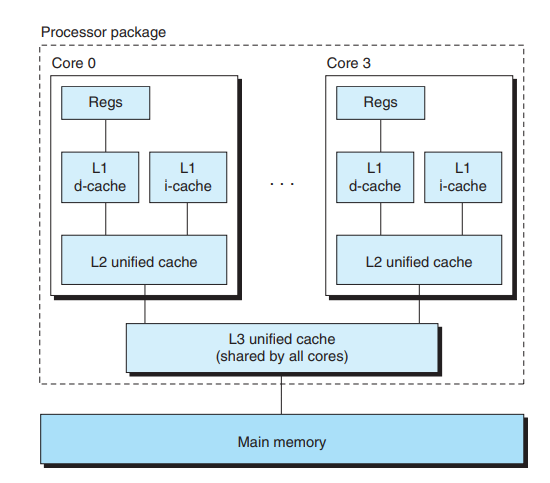 Processor package
Core 0
Core 3
Regs
Regs
L1
d-cache
L1
i-cache
. . .
L1
d-cache
L1
i-cache
L2 unified cache
L2 unified cache
L3 unified cache
(shared by all cores)
Main memory